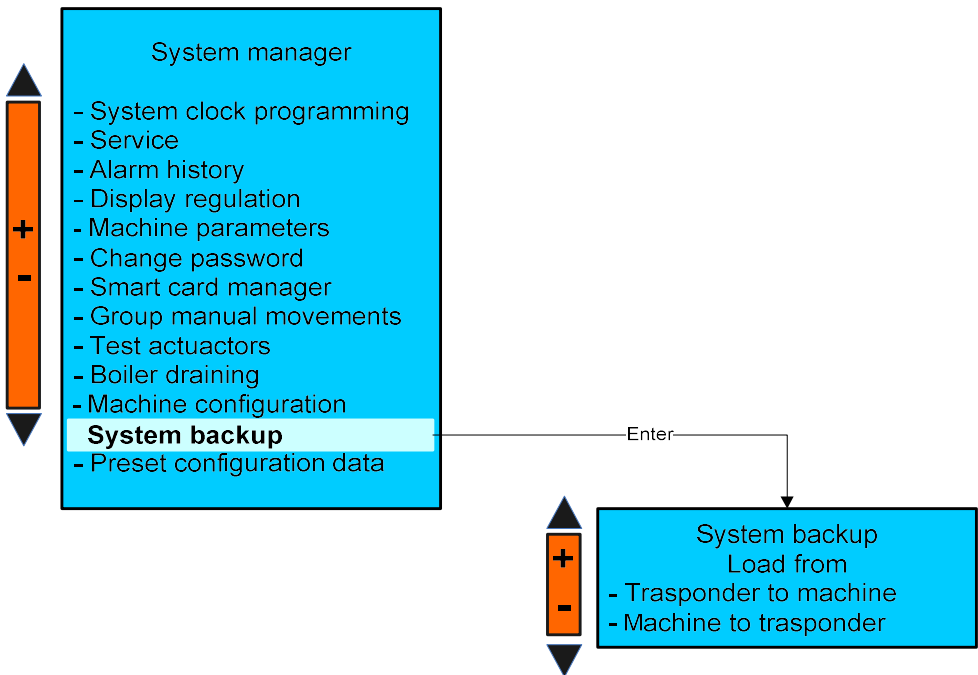 System manager
- System clock programming
- Service
- Alarm history
- Display regulation
- Machine parameters
- Change password
- Smart card manager
- Group manual movements
- Test actuactors
- Boiler draining
- Machine configuration
System backup
- Preset configuration data
+
-
Enter
System backup
Load from
- Trasponder to machine
- Machine to trasponder
+
-